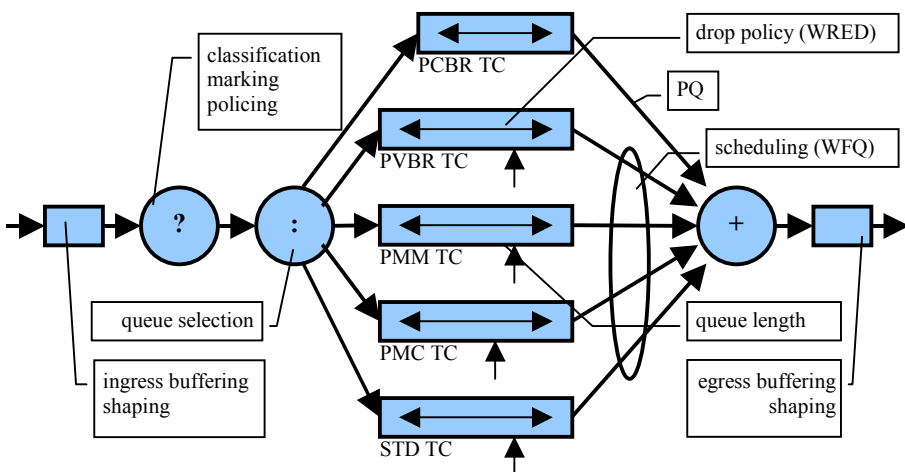 classification
marking
policing
PCBR TC
drop policy (WRED)
PQ
PVBR TC
scheduling (WFQ)
?
:
PMM TC
+
queue selection
PMC TC
queue length
ingress buffering
shaping
egress buffering
shaping
STD TC